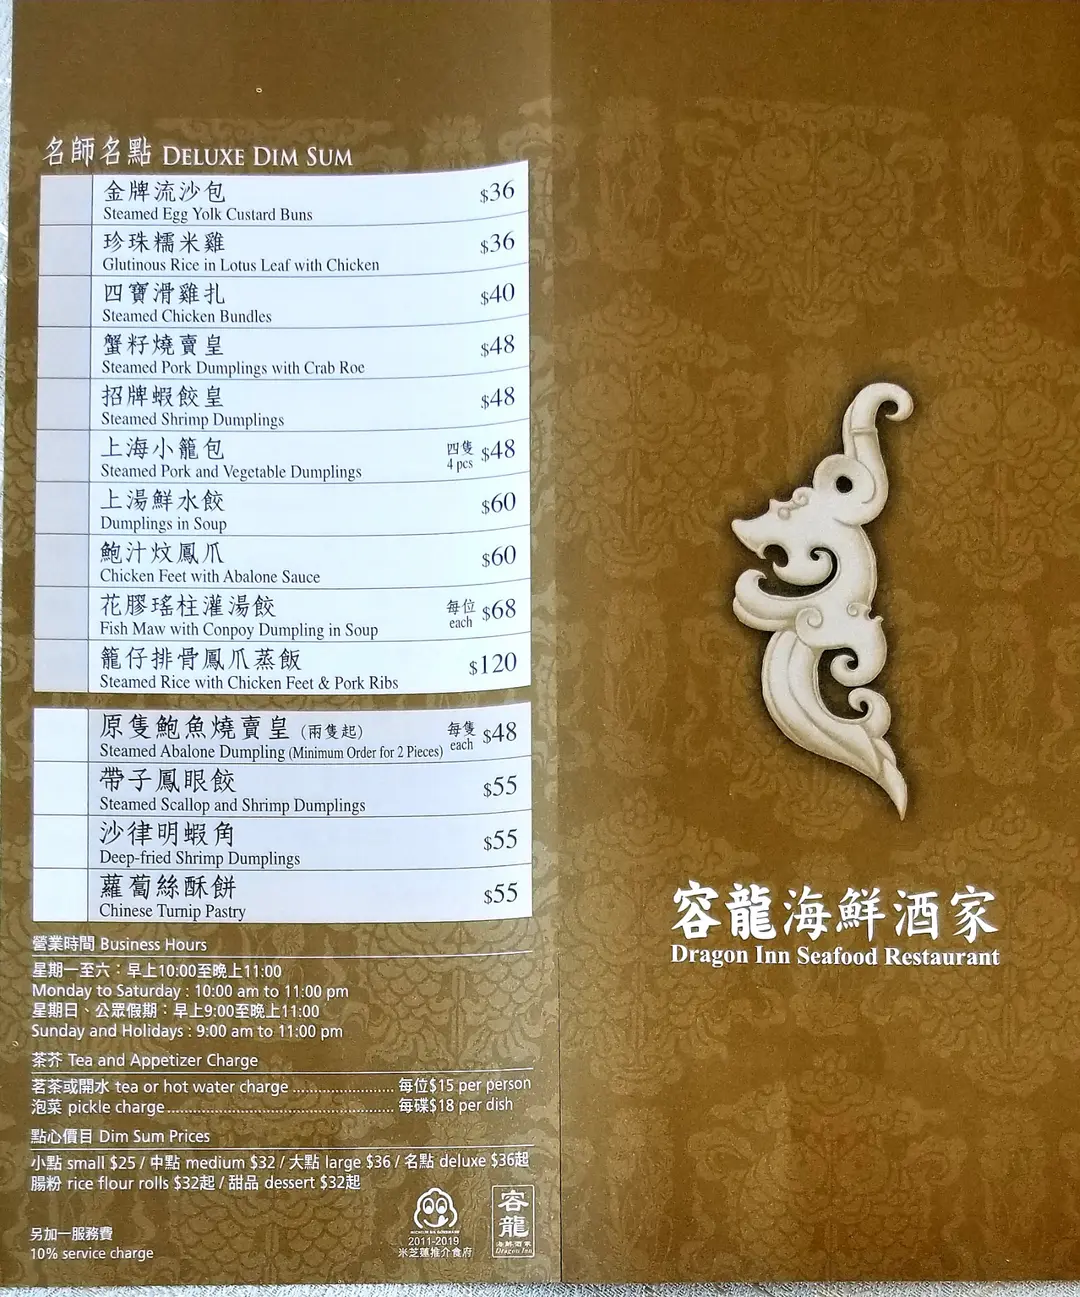 名師名點 DELUXE DIM SUM
金牌流沙包 $36
Steamed Egg Yolk Custard Buns
珍珠糯米雞 $36
Glutinous Rice in Lotus Leaf with Chicken
四寶滑雞扎 $40
Steamed Chicken Bundles
蟹籽燒賣皇 $48
Steamed Pork Dumplings with Crab Roe
招牌蝦餃皇 $48
Steamed Shrimp Dumplings
上海小籠包 四隻 4 pcs $48
Steamed Pork and Vegetable Dumplings
上湯鮮水餃 $60
Dumplings in Soup
鮑汁炆鳳爪 $60
Chicken Feet with Abalone Sauce
花膠瑤柱灌湯餃 每位 each $68
Fish Maw with Conpoy Dumpling in Soup
籠仔排骨鳳爪蒸飯 $120
Steamed Rice with Chicken Feet & Pork Ribs
原隻鮑魚燒賣皇 (兩隻起) 每隻 each $48
Steamed Abalone Dumpling (Minimum Order for 2 Pieces)
帶子鳳眼餃 $55
Steamed Scallop and Shrimp Dumplings
沙律明蝦角 $55
Deep-fried Shrimp Dumplings
蘿蔔絲酥餅 $55
Chinese Turnip Pastry
營業時間 Business Hours
星期一至六：早上10:00至晚上11:00
Monday to Saturday : 10:00 am to 11:00 pm
星期日、公眾假期：早上9:00至晚上11:00
Sunday and Holidays : 9:00 am to 11:00 pm
茶芥 Tea and Appetizer Charge
茗茶或開水 tea or hot water charge ...................... 每位$15 per person
泡菜 pickle charge................................................. 每碟$18 per dish
點心價目 Dim Sum Prices
小點 small $25 / 中點 medium $32 / 大點 large $36 / 名點 deluxe $36起
腸粉 rice flour rolls $32起 / 甜品 dessert $32起
另加一服務費
10% service charge
MICHELIN BIB GOURMAND
2011-2019
米芝蓮推介食府
容龍
海鮮酒家
Dragon Inn
容龍海鮮酒家
Dragon Inn Seafood Restaurant